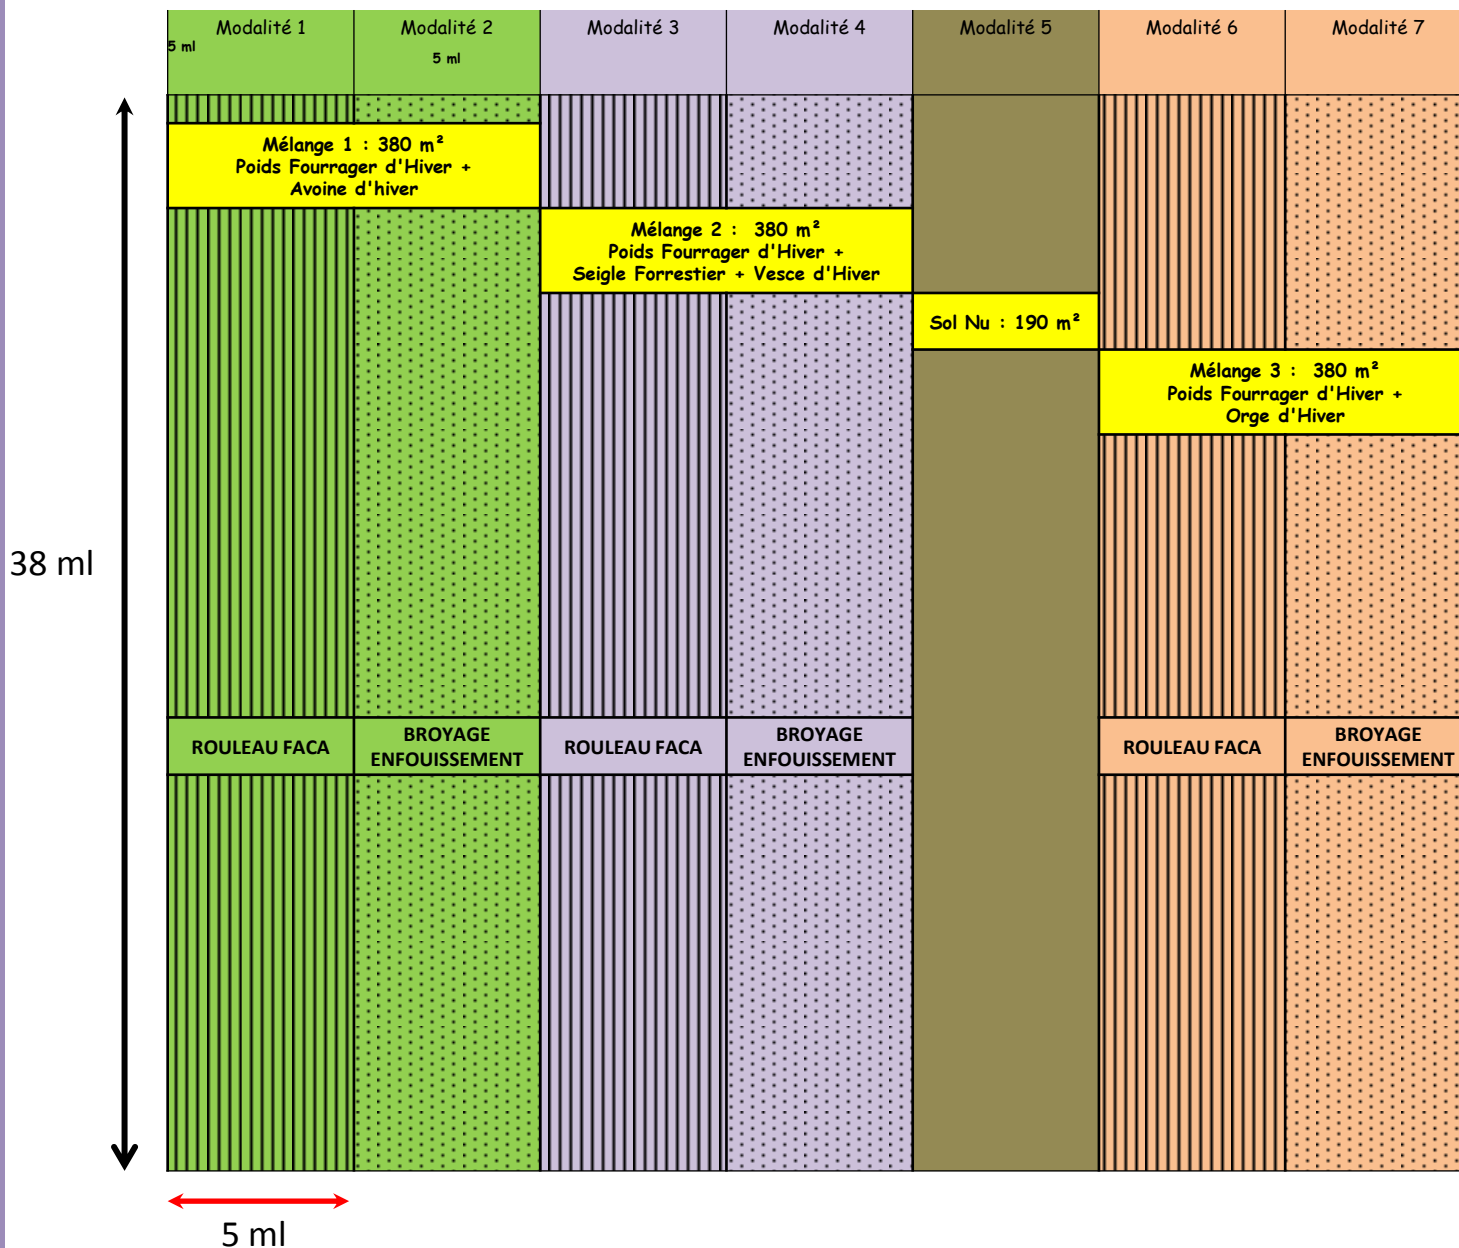 Modalité 1
Modalité 2
Modalité 3
Modalité 4
Modalité 5
Modalité 6
Modalité 7
5 ml
5 ml
Mélange 1 : 380 m²
Poids Fourrager d'Hiver +
Avoine d'hiver
Mélange 2 : 380 m²
Poids Fourrager d'Hiver +
Seigle Forrestier + Vesce d'Hiver
Sol Nu : 190 m²
Mélange 3 : 380 m²
Poids Fourrager d'Hiver +
Orge d'Hiver
38 ml
ROULEAU FACA
BROYAGE
ENFOUISSEMENT
ROULEAU FACA
BROYAGE
ENFOUISSEMENT
ROULEAU FACA
BROYAGE
ENFOUISSEMENT
5 ml